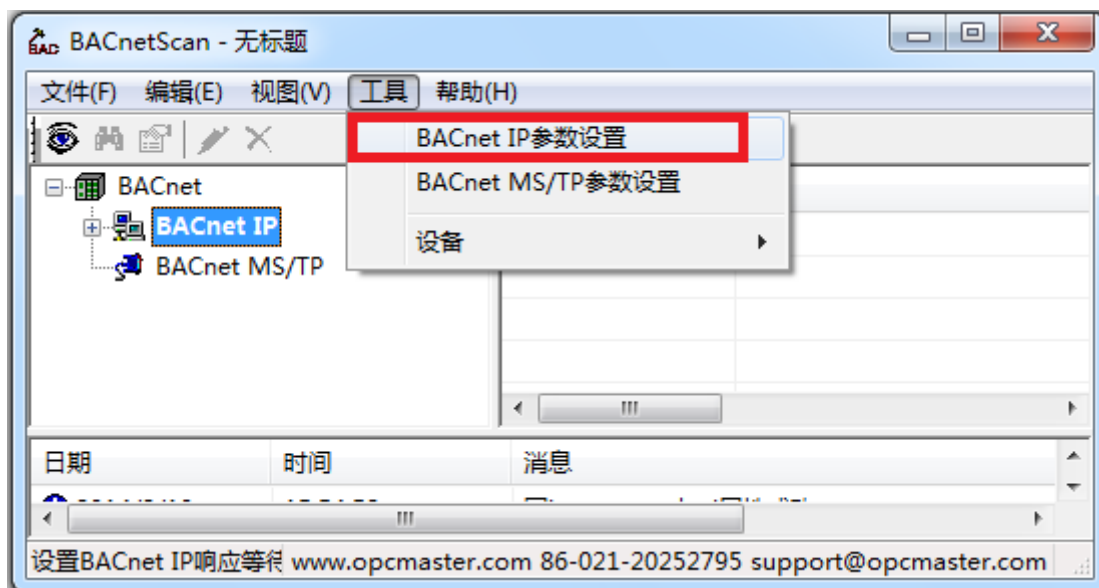 BACnetScan - 无标题
文件(F) 编辑(E) 视图(V) 工具 帮助(H)
BACnet IP参数设置
BACnet MS/TP参数设置
设备
BACnet
BACnet IP
BACnet MS/TP
日期 时间 消息
设置BACnet IP响应等待 www.opcmaster.com 86-021-20252795 support@opcmaster.com